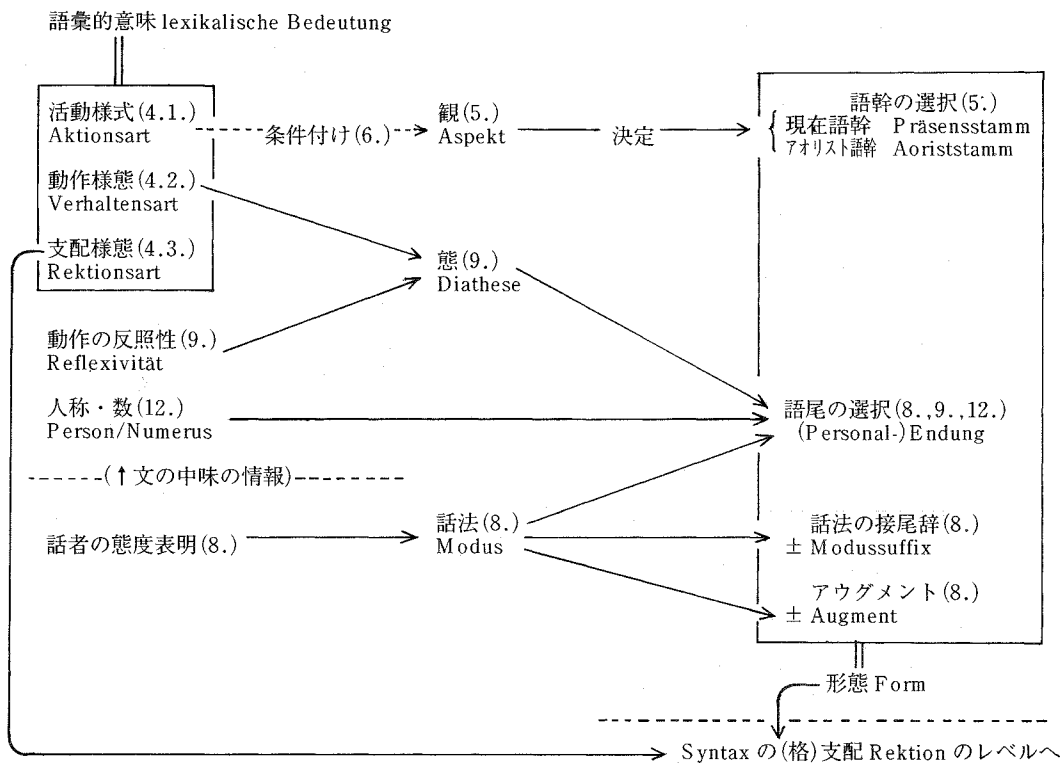 語彙的意味 lexikalische Bedeutung
活動様式(4.1.)
Aktionsart
条件付け(6.)
観(5.)
Aspekt
決定
語幹の選択(5.)
現在語幹 Präsensstamm
アオリスト語幹 Aoriststamm
動作様態(4.2.)
Verhaltensart
支配様態(4.3.)
Rektionsart
態(9.)
Diathese
動作の反照性(9.)
Reflexivität
人称・数(12.)
Person/Numerus
語尾の選択(8.,9.,12.)
(Personal-)Endung
(↑文の中味の情報)
話者の態度表明(8.)
話法(8.)
Modus
話法の接尾辞(8.)
± Modussuffix
アウグメント(8.)
± Augment
形態 Form
Syntax の(格)支配 Rektion のレベルへ